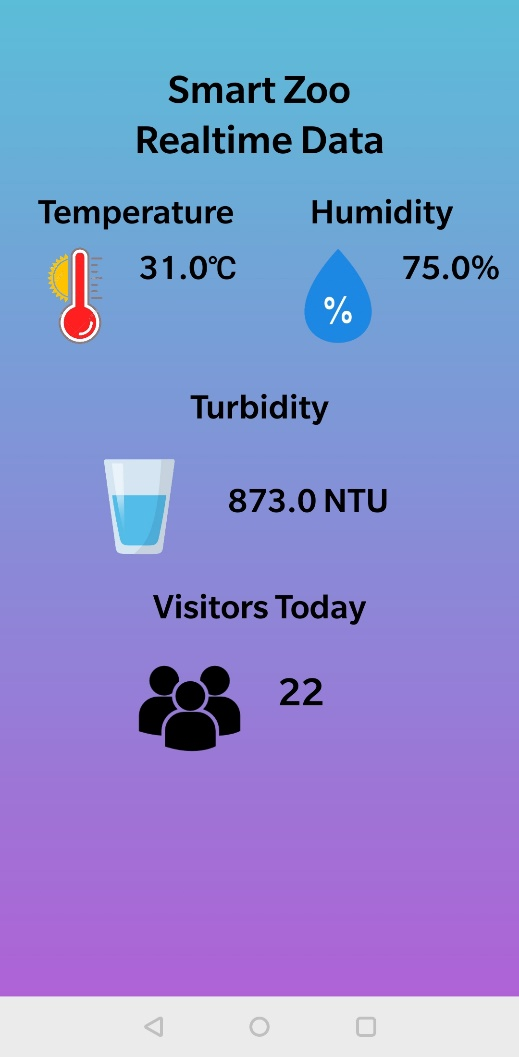 Smart Zoo
Realtime Data
Temperature
Humidity
31.0℃
75.0%
%
Turbidity
873.0 NTU
Visitors Today
22